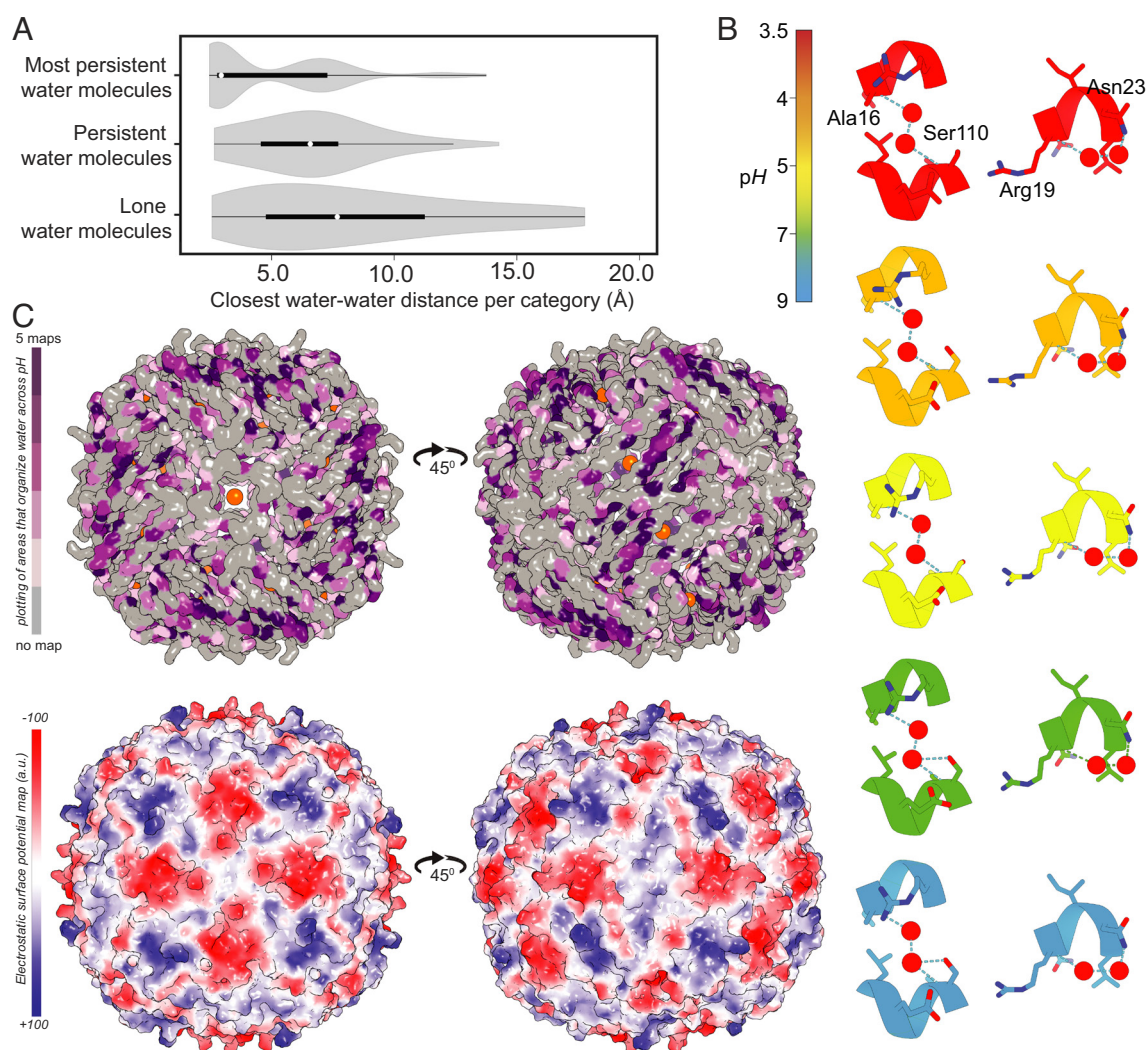 A
Most persistent
water molecules
Persistent
water molecules
Lone
water molecules
5.0
10.0
15.0
20.0
Closest water-water distance per category (Å)
B
3.5
4
5
7
9
pH
Ala16
Ser110
Asn23
Arg19
C
5 maps
plotting of areas that organize water across pH
no map
45⁰
-100
Electrostatic surface potential map (a.u.)
+100
45⁰